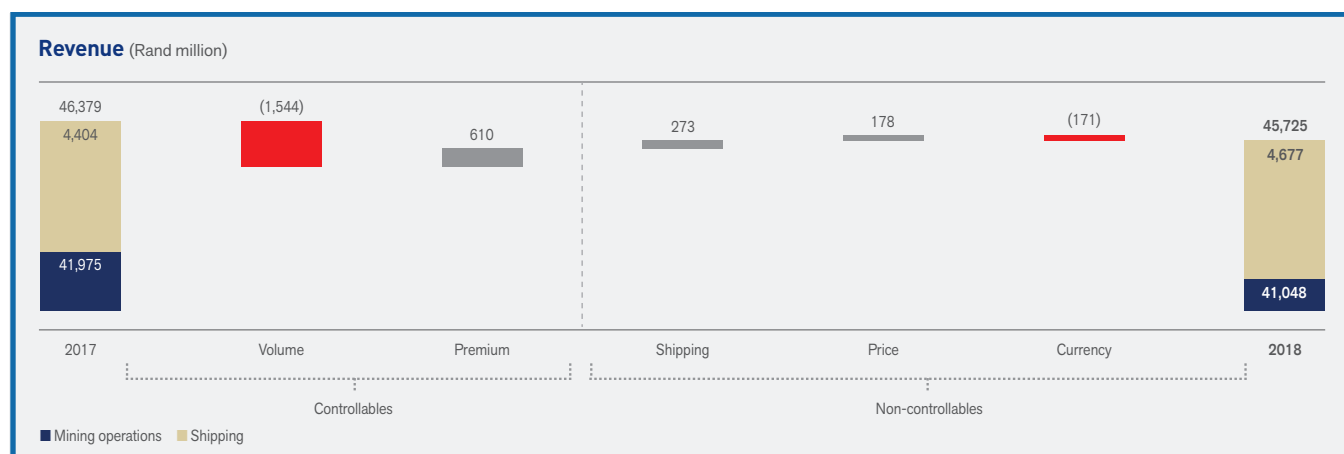 Revenue (Rand million)
46,379 (1,544) 610 273 178 (171) 45,725
4,404 4,677
41,975 41,048
2017 Volume Premium Shipping Price Currency 2018
Controllables Non-controllables
Mining operations Shipping